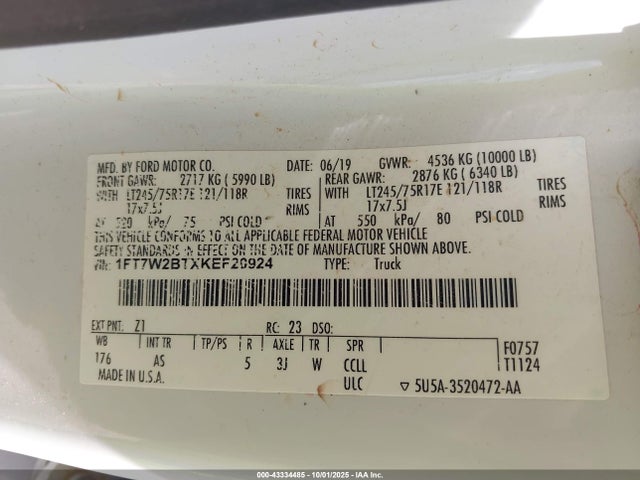 MFD. BY FORD MOTOR CO.
DATE: 06/19 GVWR: 4536 KG (10000 LB)
FRONT GAWR: 2717 KG ( 5990 LB)
REAR GAWR: 2876 KG ( 6340 LB)
WITH LT245/75R17E 121/118R TIRES
WITH LT245/75R17E 121/118R TIRES
17x7.5J RIMS
17x7.5J RIMS
AT 520 kPa/ 75 PSI COLD
AT 550 kPa/ 80 PSI COLD
THIS VEHICLE CONFORMS TO ALL APPLICABLE FEDERAL MOTOR VEHICLE
SAFETY STANDARDS IN EFFECT ON THE DATE OF MANUFACTURE SHOWN ABOVE.
VIN: TYPE: Truck
EXT PNT: Z1 RC: 23 DSO:
WB INT TR TP/PS R AXLE TR SPR
176 AS 5 3J W CCLL
F0757
T1124
MADE IN U.S.A. ULC ▽ 5U5A-3520472-AA
000-43334485 - 10/01/2025 - IAA, Inc.